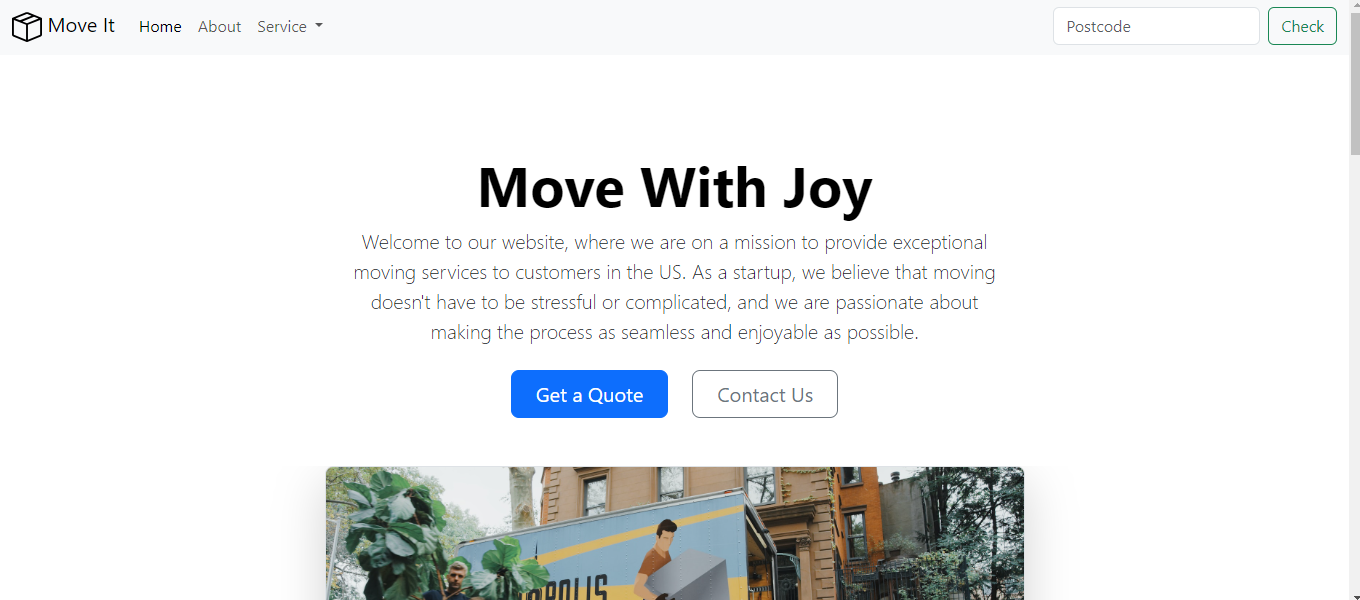 Move It
Home
About
Service
Postcode
Check
Move With Joy
Welcome to our website, where we are on a mission to provide exceptional
moving services to customers in the US. As a startup, we believe that moving
doesn't have to be stressful or complicated, and we are passionate about
making the process as seamless and enjoyable as possible.
Get a Quote
Contact Us